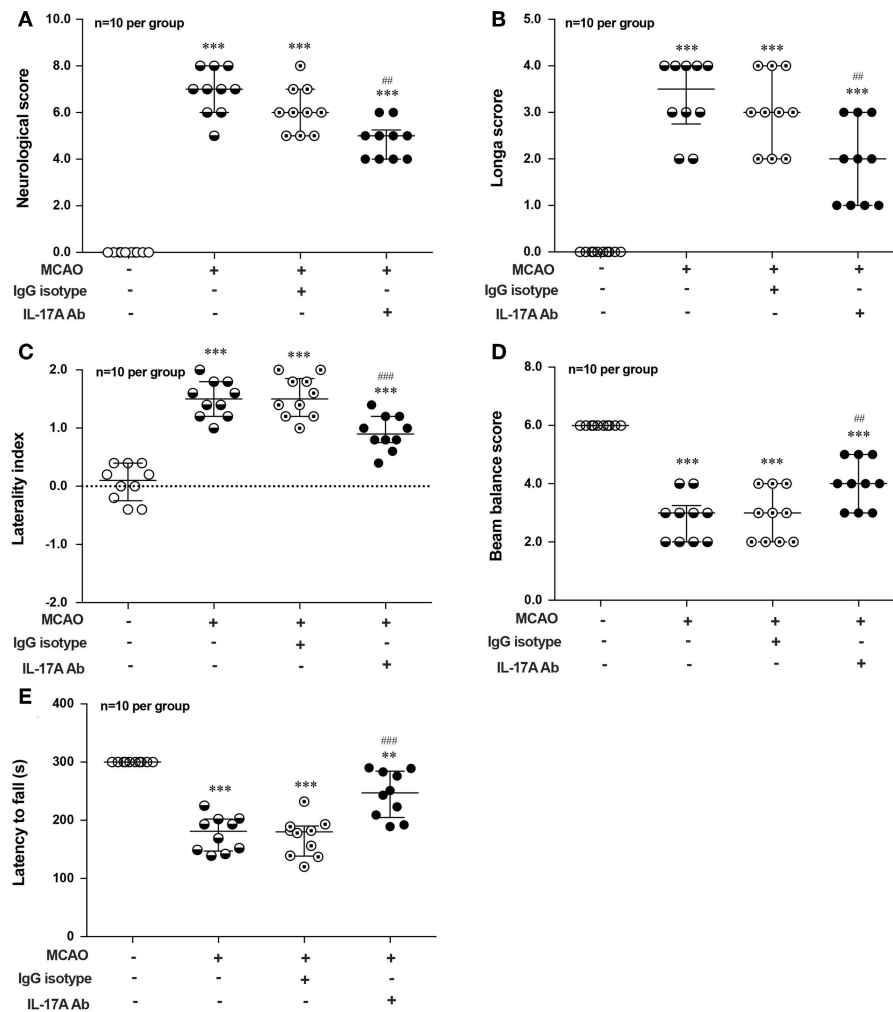 A
n=10 per group
Neurological score
10.0
8.0
6.0
4.0
2.0
0.0
***
***
##
***
MCAO - + + +
IgG isotype - - + -
IL-17A Ab - - - +
B
n=10 per group
Longa scrore
5.0
4.0
3.0
2.0
1.0
0.0
***
***
##
***
MCAO - + + +
IgG isotype - - + -
IL-17A Ab - - - +
C
n=10 per group
Laterality index
2.0
1.0
0.0
-1.0
-2.0
***
***
###
***
MCAO - + + +
IgG isotype - - + -
IL-17A Ab - - - +
D
n=10 per group
Beam balance score
8.0
6.0
4.0
2.0
0.0
***
***
##
***
MCAO - + + +
IgG isotype - - + -
IL-17A Ab - - - +
E
n=10 per group
Latency to fall (s)
400
300
200
100
0
***
***
###
**
MCAO - + + +
IgG isotype - - + -
IL-17A Ab - - - +